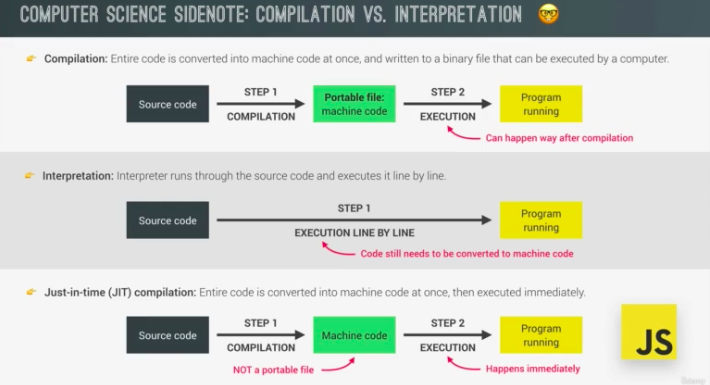 COMPUTER SCIENCE SIDENOTE: COMPILATION VS. INTERPRETATION
Compilation: Entire code is converted into machine code at once, and written to a binary file that can be executed by a computer.
Source code
STEP 1
COMPILATION
Portable file:
machine code
STEP 2
EXECUTION
Program
running
Can happen way after compilation
Interpretation: Interpreter runs through the source code and executes it line by line.
Source code
STEP 1
EXECUTION LINE BY LINE
Program
running
Code still needs to be converted to machine code
Just-in-time (JIT) compilation: Entire code is converted into machine code at once, then executed immediately.
Source code
STEP 1
COMPILATION
Machine code
STEP 2
EXECUTION
Program
running
NOT a portable file
Happens immediately
JS
Udemy